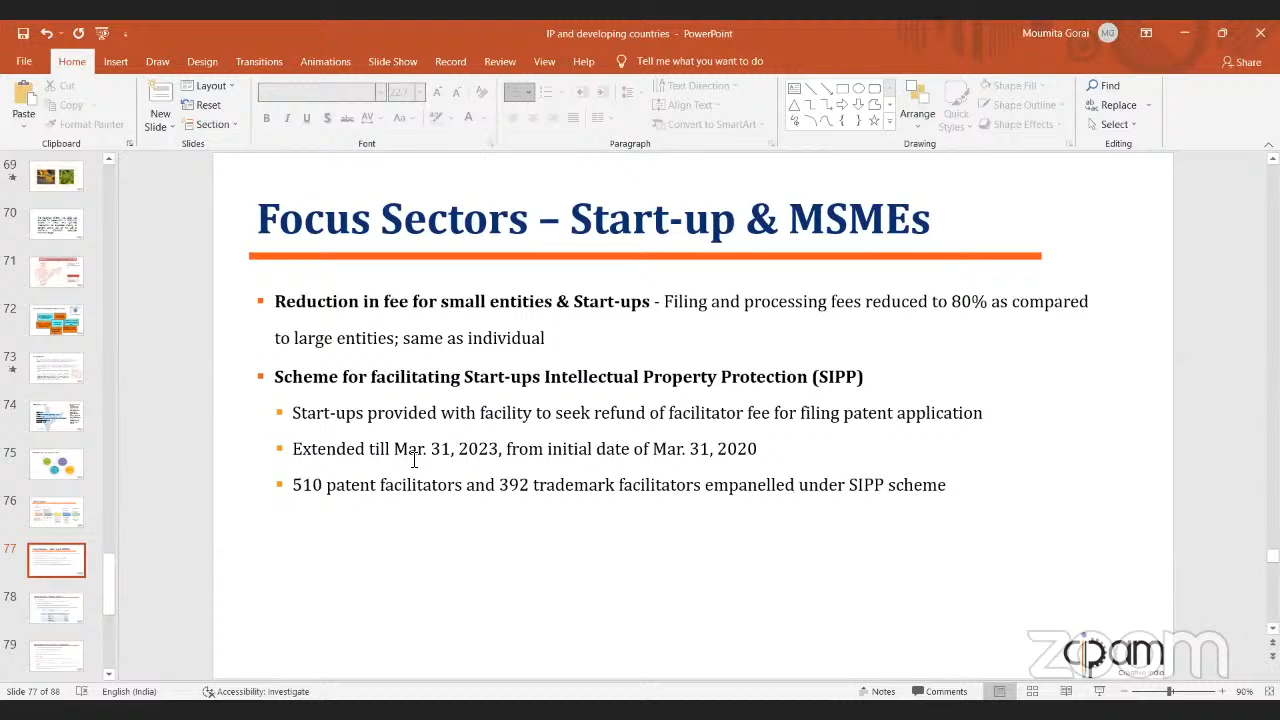 IP and developing countries - PowerPoint
Moumita Gorai
MG
File
Home
Insert
Draw
Design
Transitions
Animations
Slide Show
Record
Review
View
Help
Tell me what you want to do
Share
Paste
Cut
Copy
Format Painter
Clipboard
New
Slide
Layout
Reset
Section
Slides
Font
Text Direction
Align Text
Convert to SmartArt
Paragraph
Arrange
Quick
Styles
Shape Fill
Shape Outline
Shape Effects
Drawing
Find
Replace
Select
Editing
69
70
71
72
73
74
75
76
77
78
79
Focus Sectors – Start-up & MSMEs
Reduction in fee for small entities & Start-ups - Filing and processing fees reduced to 80% as compared
to large entities; same as individual
Scheme for facilitating Start-ups Intellectual Property Protection (SIPP)
Start-ups provided with facility to seek refund of facilitator fee for filing patent application
Extended till Mar. 31, 2023, from initial date of Mar. 31, 2020
510 patent facilitators and 392 trademark facilitators empanelled under SIPP scheme
cipam
Creative India
zoom
Slide 77 of 88
English (India)
Accessibility: Investigate
Notes
Comments
90%